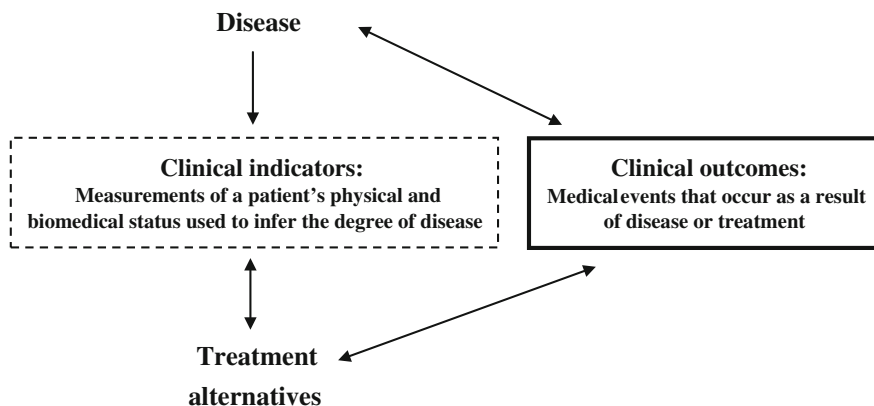 Disease
Clinical indicators:
Measurements of a patient's physical and
biomedical status used to infer the degree of disease
Clinical outcomes:
Medical events that occur as a result
of disease or treatment
Treatment
alternatives